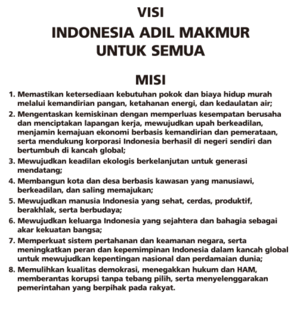 VISI
INDONESIA ADIL MAKMUR
UNTUK SEMUA
MISI
1. Memastikan ketersediaan kebutuhan pokok dan biaya hidup murah
melalui kemandirian pangan, ketahanan energi, dan kedaulatan air;
2. Mengentaskan kemiskinan dengan memperluas kesempatan berusaha
dan menciptakan lapangan kerja, mewujudkan upah berkeadilan,
menjamin kemajuan ekonomi berbasis kemandirian dan pemerataan,
serta mendukung korporasi Indonesia berhasil di negeri sendiri dan
bertumbuh di kancah global;
3. Mewujudkan keadilan ekologis berkelanjutan untuk generasi
mendatang;
4. Membangun kota dan desa berbasis kawasan yang manusiawi,
berkeadilan, dan saling memajukan;
5. Mewujudkan manusia Indonesia yang sehat, cerdas, produktif,
berakhlak, serta berbudaya;
6. Mewujudkan keluarga Indonesia yang sejahtera dan bahagia sebagai
akar kekuatan bangsa;
7. Memperkuat sistem pertahanan dan keamanan negara, serta
meningkatkan peran dan kepemimpinan Indonesia dalam kancah global
untuk mewujudkan kepentingan nasional dan perdamaian dunia;
8. Memulihkan kualitas demokrasi, menegakkan hukum dan HAM,
memberantas korupsi tanpa tebang pilih, serta menyelenggarakan
pemerintahan yang berpihak pada rakyat.